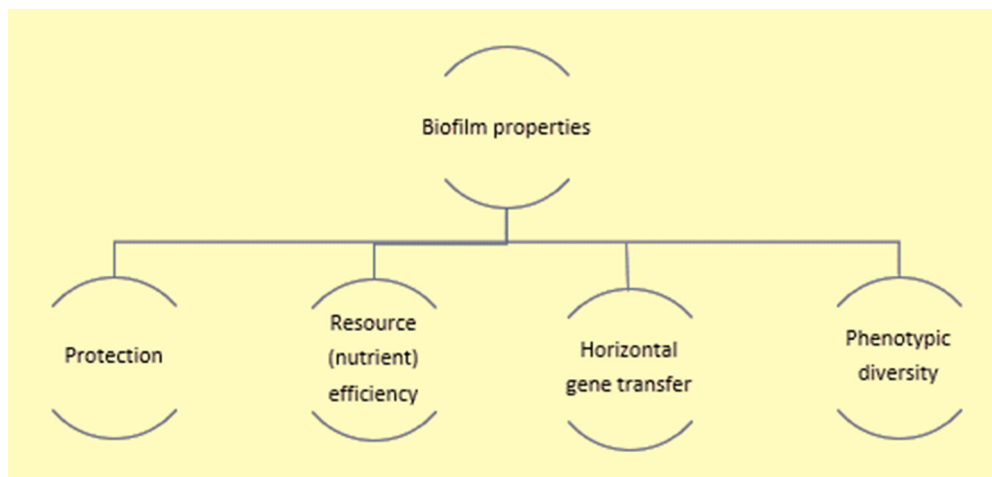 Biofilm properties
Protection
Resource
(nutrient)
efficiency
Horizontal
gene transfer
Phenotypic
diversity